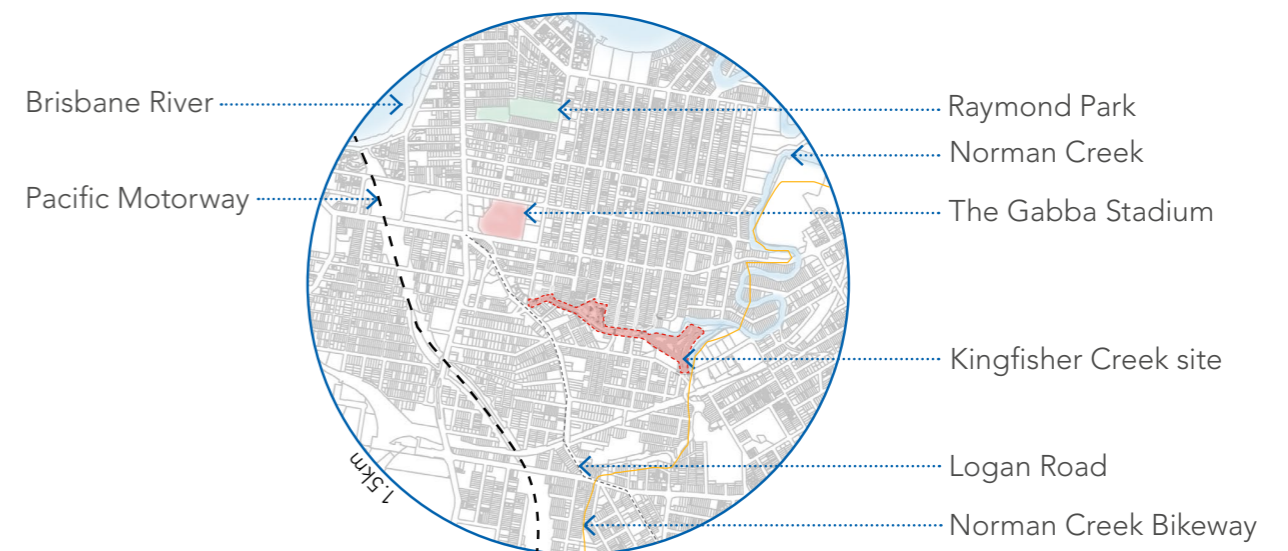 Brisbane River
Pacific Motorway
Raymond Park
Norman Creek
The Gabba Stadium
Kingfisher Creek site
Logan Road
Norman Creek Bikeway
1.5km